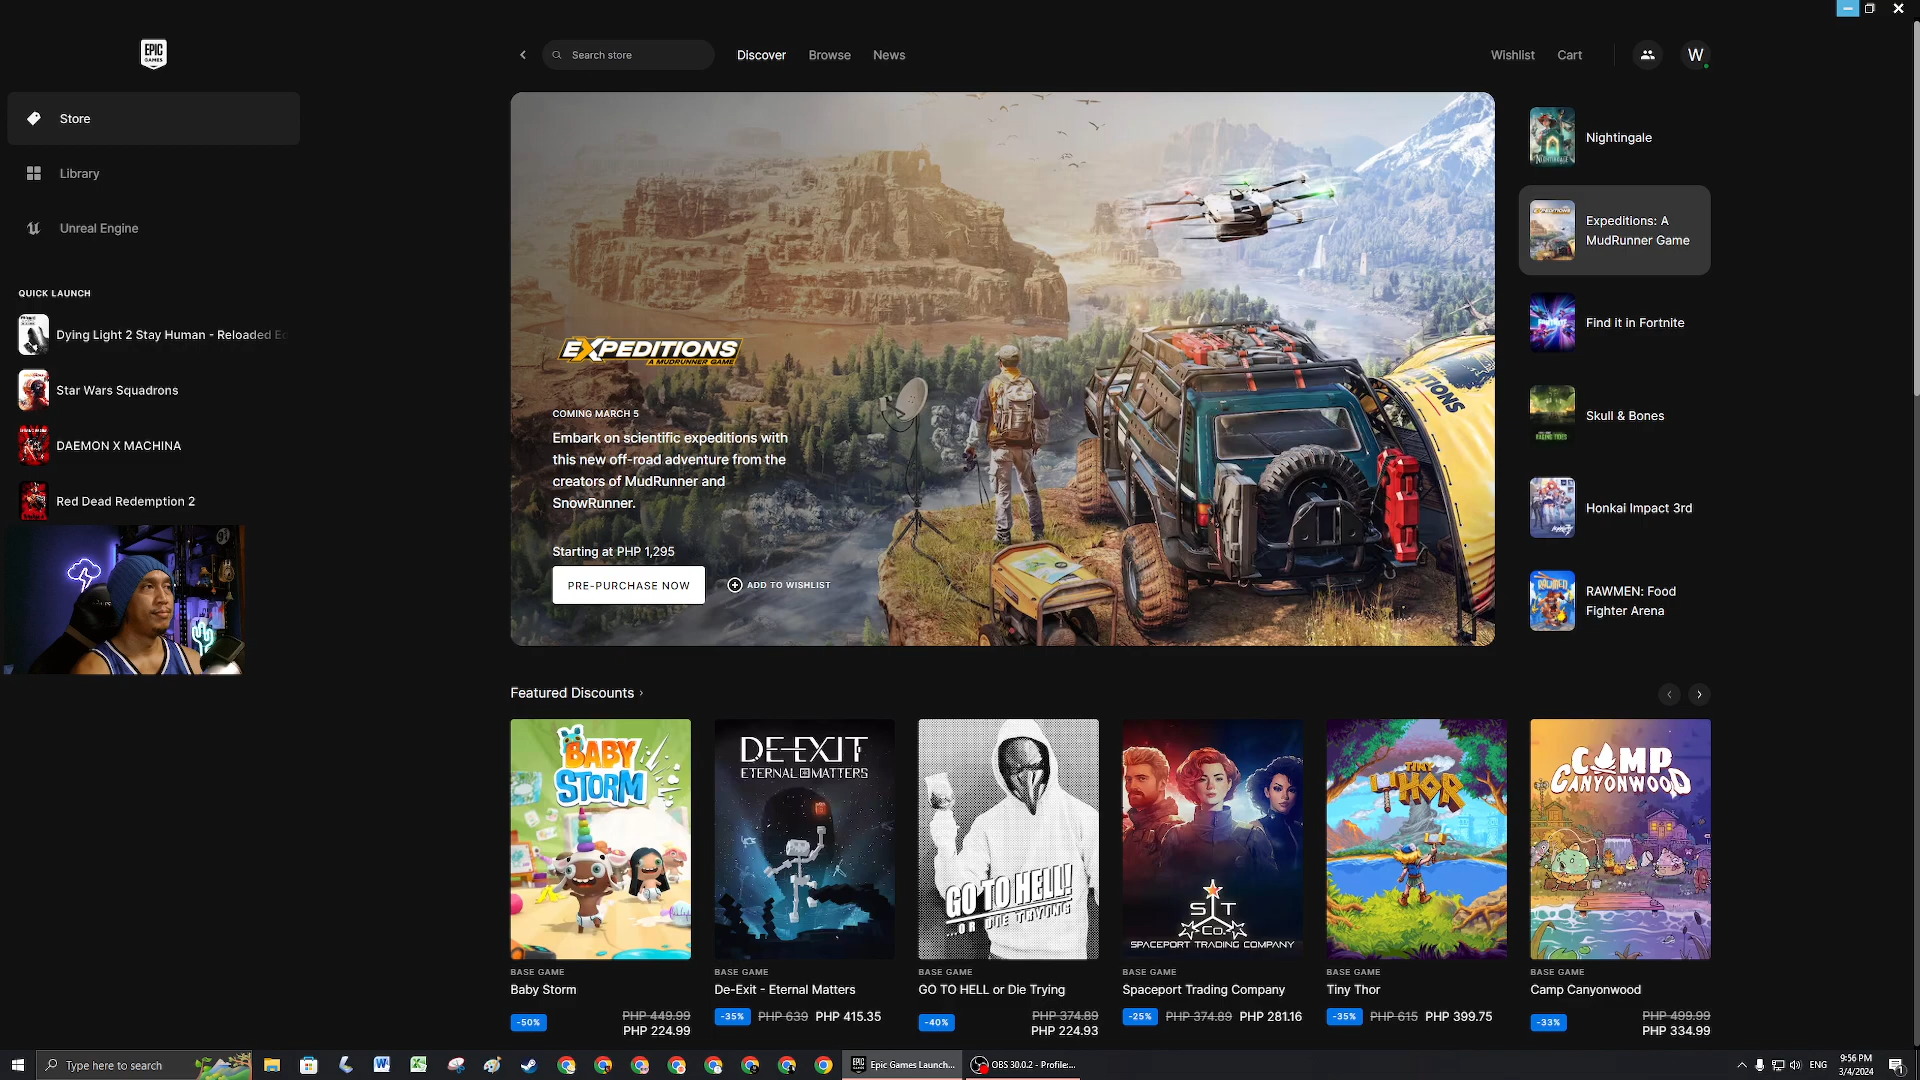 EPIC
GAMES
Search store
Discover
Browse
News
Wishlist
Cart
W
Store
Library
Unreal Engine
QUICK LAUNCH
Dying Light 2 Stay Human - Reloaded
Star Wars Squadrons
DAEMON X MACHINA
Red Dead Redemption 2
EXPEDITIONS
A MUDRUNNER GAME
COMING MARCH 5
Embark on scientific expeditions with
this new off-road adventure from the
creators of MudRunner and
SnowRunner.
Starting at PHP 1,295
PRE-PURCHASE NOW
ADD TO WISHLIST
Nightingale
Expeditions: A
MudRunner Game
Find it in Fortnite
Skull & Bones
Honkai Impact 3rd
RAWMEN: Food
Fighter Arena
Featured Discounts
BABY
STORM
DE-EXIT
ETERNAL MATTERS
GO TO HELL!
...OR DIE TRYING
S T
Co.
SPACEPORT TRADING COMPANY
TINY
THOR
CAMP
CANYONWOOD
BASE GAME
Baby Storm
-50%
PHP 449.99
PHP 224.99
BASE GAME
De-Exit - Eternal Matters
-35% PHP 639 PHP 415.35
BASE GAME
GO TO HELL or Die Trying
-40%
PHP 374.89
PHP 224.93
BASE GAME
Spaceport Trading Company
-25% PHP 374.89 PHP 281.16
BASE GAME
Tiny Thor
-35% PHP 615 PHP 399.75
BASE GAME
Camp Canyonwood
-33%
PHP 499.99
PHP 334.99
Type here to search
Epic Games Launch...
OBS 30.0.2 - Profile:...
ENG
9:56 PM
3/4/2024